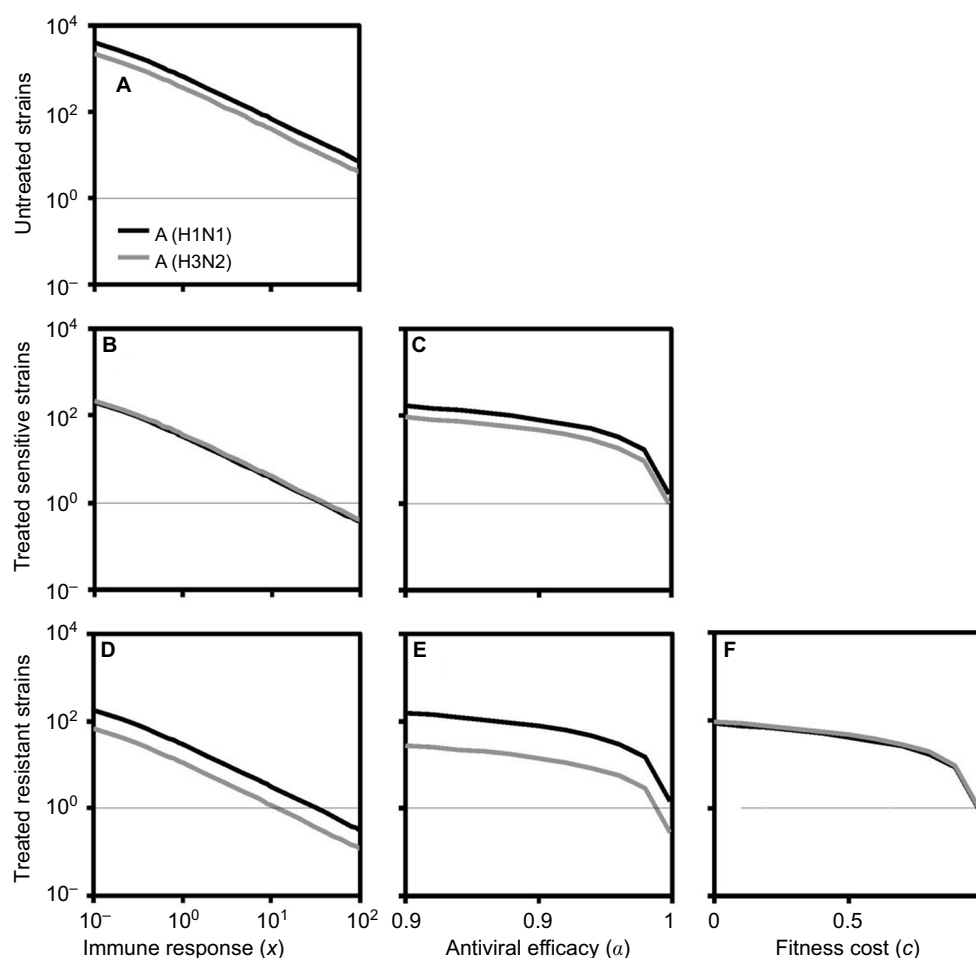 10⁴
10²
10⁰
10⁻
Untreated strains
A
A (H1N1)
A (H3N2)
10⁴
10²
10⁰
10⁻
Treated sensitive strains
B
C
10⁴
10²
10⁰
10⁻
Treated resistant strains
D
E
F
10⁻ 10⁰ 10¹ 10²
0.9 0.9 1
0 0.5
Immune response (x)
Antiviral efficacy (α)
Fitness cost (c)